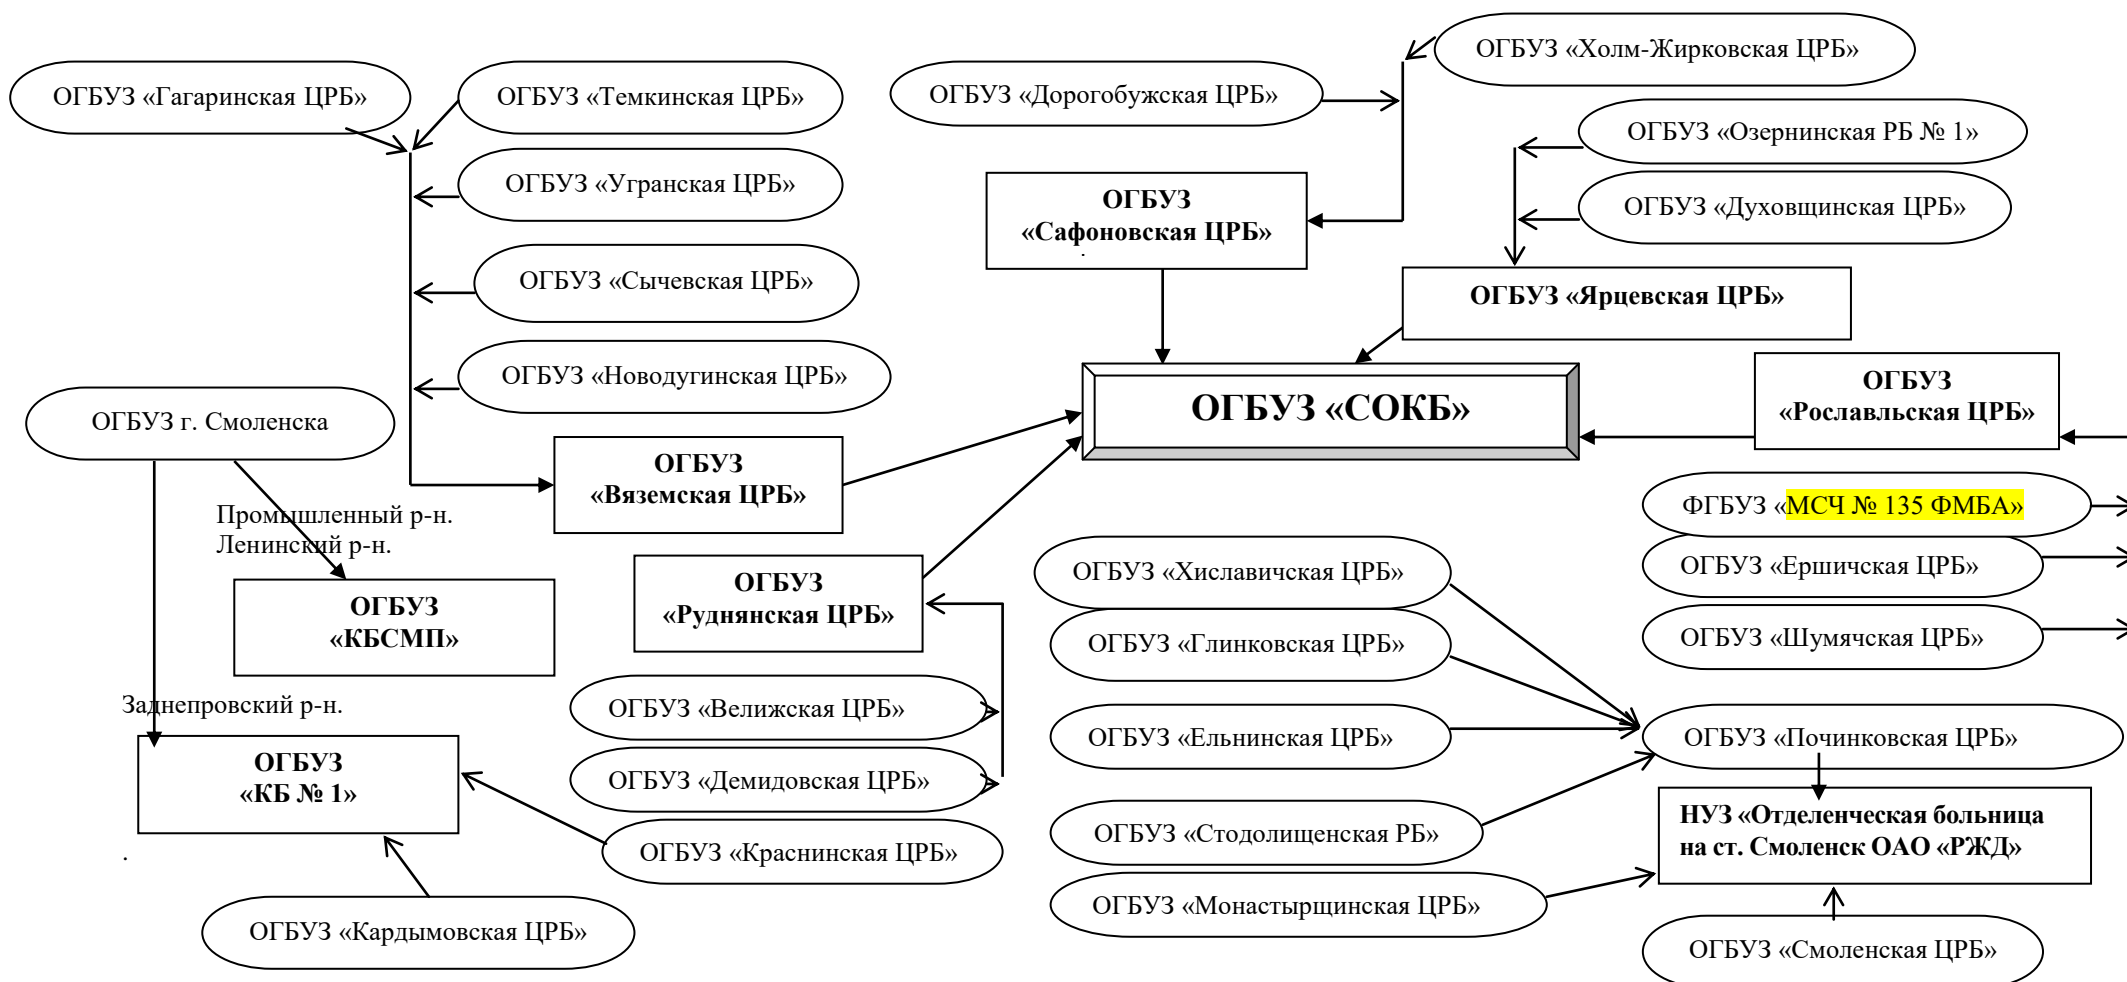 ОГБУЗ «Холм-Жирковская ЦРБ»
ОГБУЗ «Гагаринская ЦРБ»
ОГБУЗ «Темкинская ЦРБ»
ОГБУЗ «Дорогобужская ЦРБ»
ОГБУЗ «Озернинская РБ № 1»
ОГБУЗ «Угранская ЦРБ»
ОГБУЗ
«Сафоновская ЦРБ»
.
ОГБУЗ «Духовщинская ЦРБ»
ОГБУЗ «Сычевская ЦРБ»
ОГБУЗ «Ярцевская ЦРБ»
ОГБУЗ «Новодугинская ЦРБ»
ОГБУЗ г. Смоленска
ОГБУЗ «СОКБ»
ОГБУЗ
«Рославльская ЦРБ»
ОГБУЗ
«Вяземская ЦРБ»
Промышленный р-н.
Ленинский р-н.
ФГБУЗ «МСЧ № 135 ФМБА»
ОГБУЗ
«КБСМП»
ОГБУЗ
«Руднянская ЦРБ»
ОГБУЗ «Хиславичская ЦРБ»
ОГБУЗ «Ершичская ЦРБ»
ОГБУЗ «Глинковская ЦРБ»
ОГБУЗ «Шумячская ЦРБ»
Заднепровский р-н.
ОГБУЗ «Велижская ЦРБ»
ОГБУЗ «Ельнинская ЦРБ»
ОГБУЗ «Починковская ЦРБ»
ОГБУЗ
«КБ № 1»
.
ОГБУЗ «Демидовская ЦРБ»
ОГБУЗ «Стодолищенская РБ»
НУЗ «Отделенческая больница
на ст. Смоленск ОАО «РЖД»
ОГБУЗ «Краснинская ЦРБ»
ОГБУЗ «Монастырщинская ЦРБ»
ОГБУЗ «Кардымовская ЦРБ»
ОГБУЗ «Смоленская ЦРБ»